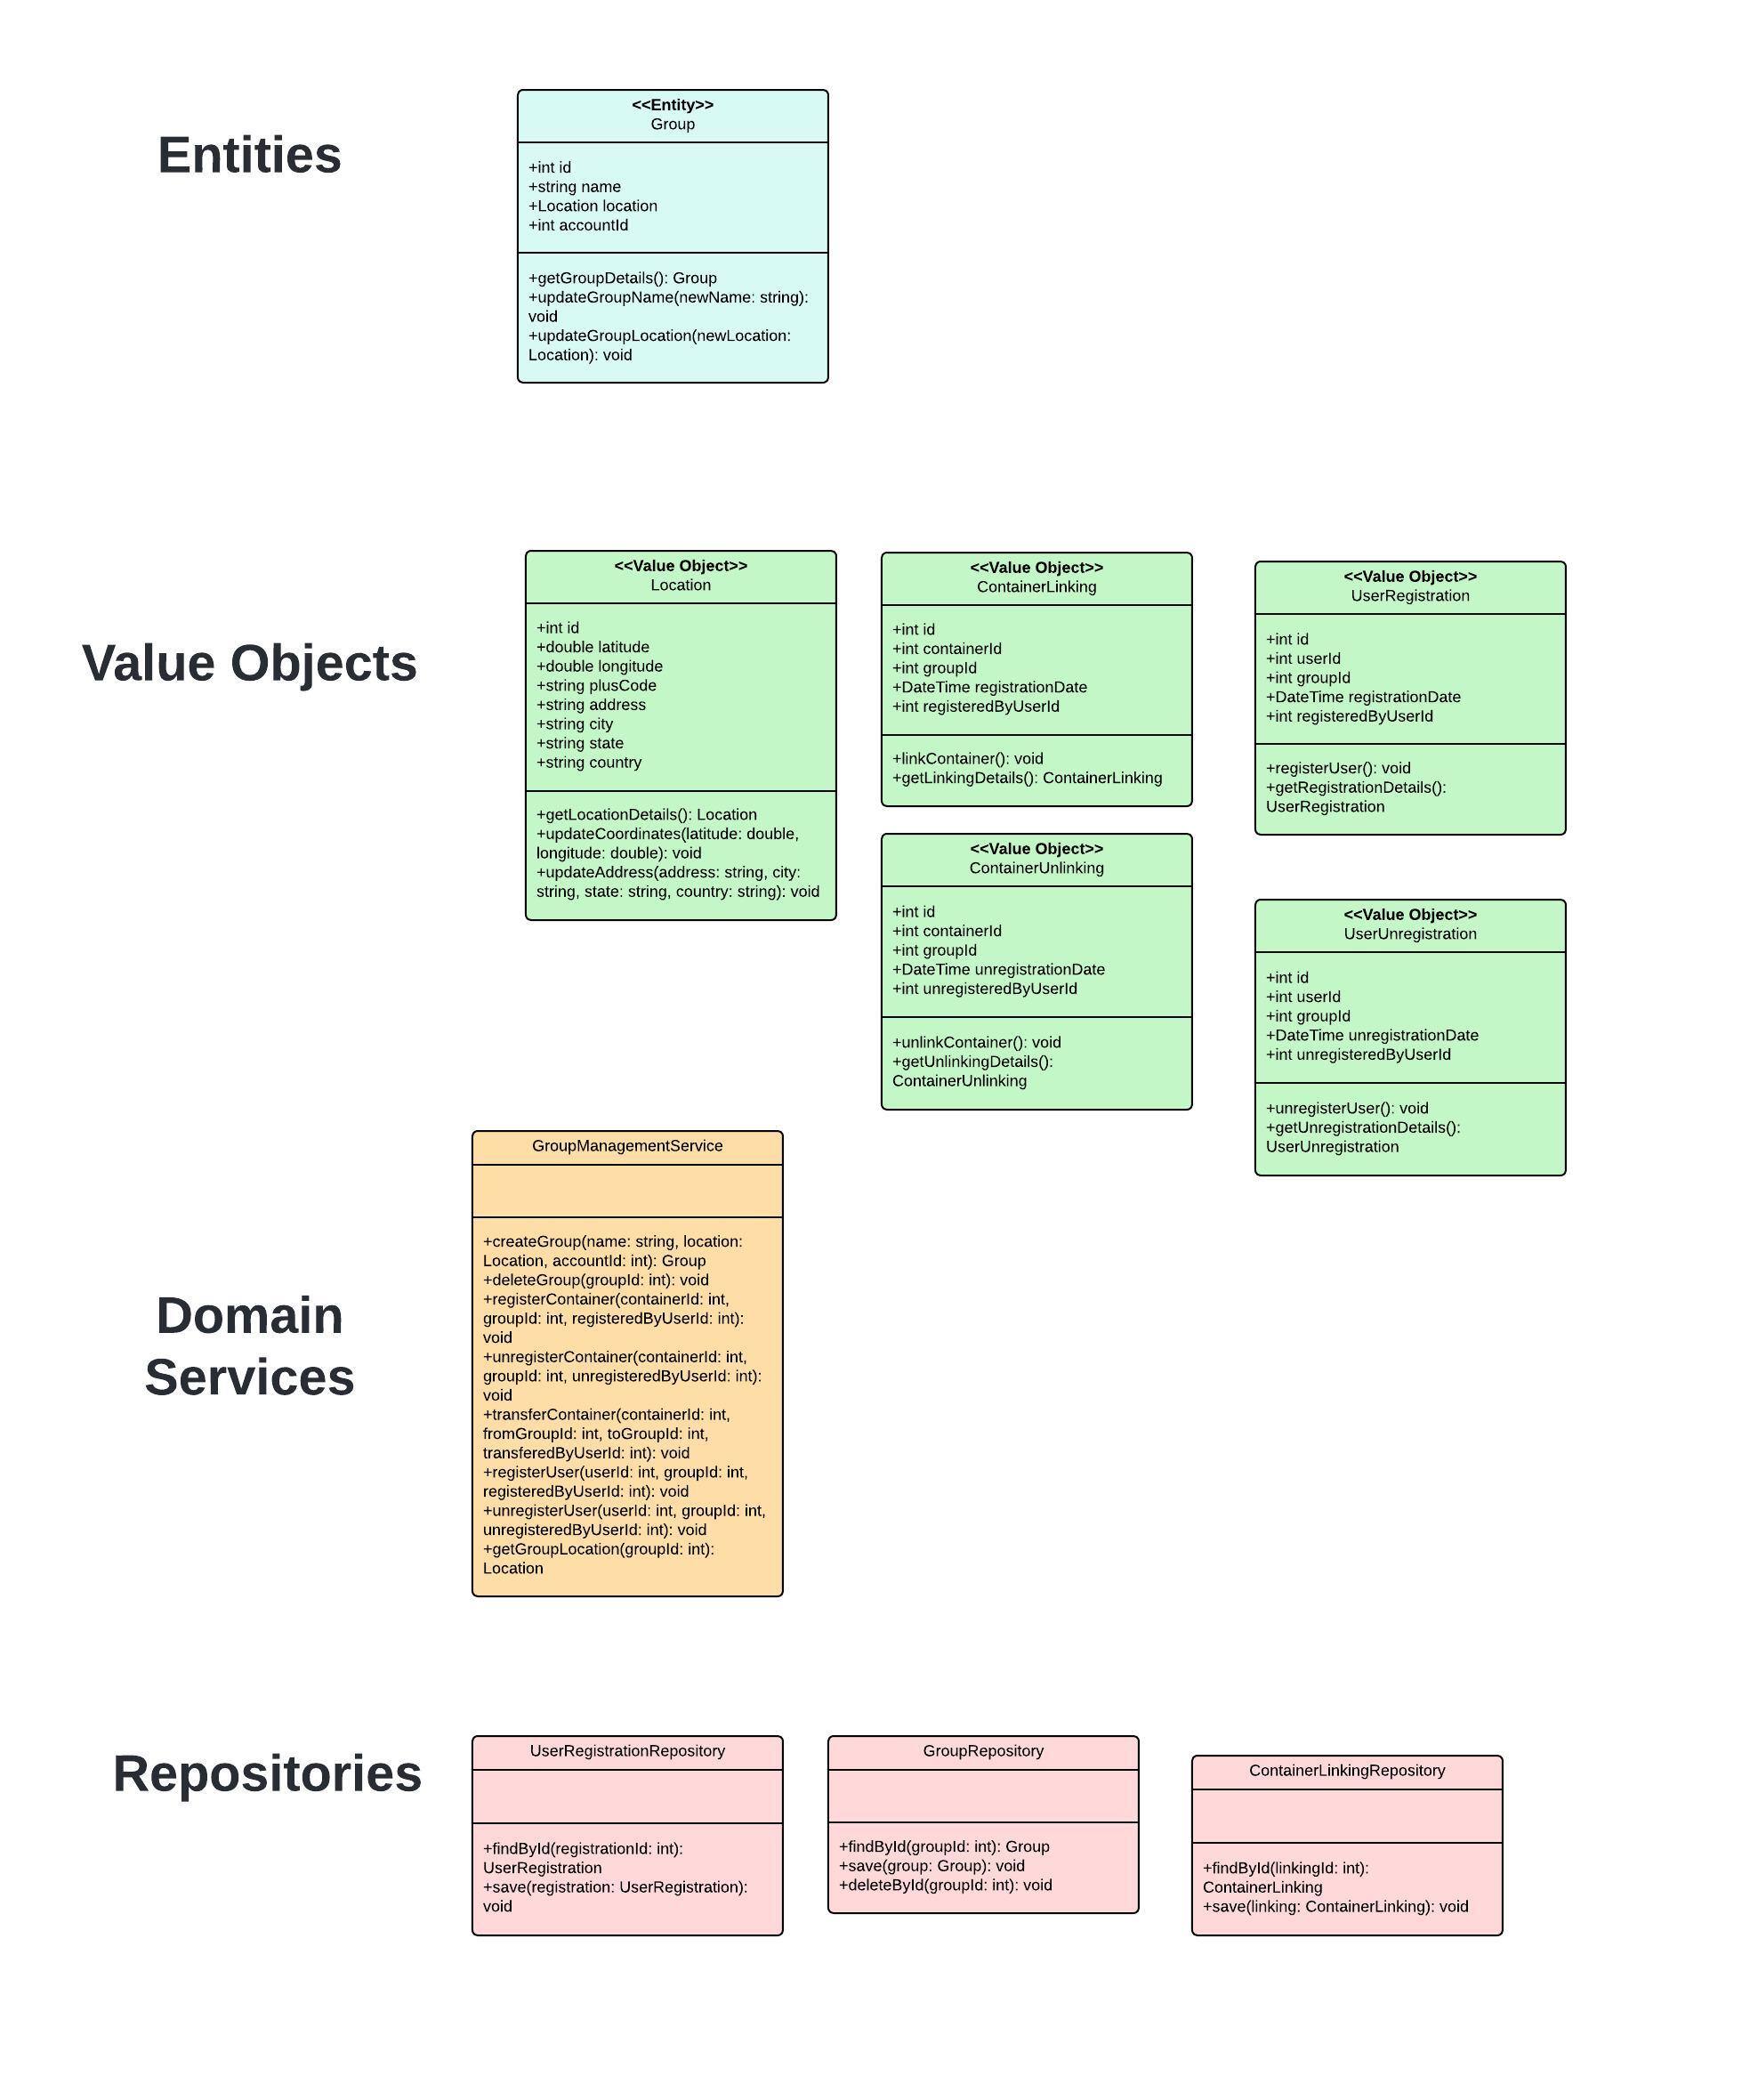 Entities
<<Entity>>
Group
+int id
+string name
+Location location
+int accountId
+getGroupDetails(): Group
+updateGroupName(newName: string):
void
+updateGroupLocation(newLocation:
Location): void
Value Objects
<<Value Object>>
Location
+int id
+double latitude
+double longitude
+string plusCode
+string address
+string city
+string state
+string country
+getLocationDetails(): Location
+updateCoordinates(latitude: double,
longitude: double): void
+updateAddress(address: string, city:
string, state: string, country: string): void
<<Value Object>>
ContainerLinking
+int id
+int containerId
+int groupId
+DateTime registrationDate
+int registeredByUserId
+linkContainer(): void
+getLinkingDetails(): ContainerLinking
<<Value Object>>
UserRegistration
+int id
+int userId
+int groupId
+DateTime registrationDate
+int registeredByUserId
+registerUser(): void
+getRegistrationDetails():
UserRegistration
<<Value Object>>
ContainerUnlinking
+int id
+int containerId
+int groupId
+DateTime unregistrationDate
+int unregisteredByUserId
+unlinkContainer(): void
+getUnlinkingDetails():
ContainerUnlinking
<<Value Object>>
UserUnregistration
+int id
+int userId
+int groupId
+DateTime unregistrationDate
+int unregisteredByUserId
+unregisterUser(): void
+getUnregistrationDetails():
UserUnregistration
Domain
Services
GroupManagementService
+createGroup(name: string, location:
Location, accountId: int): Group
+deleteGroup(groupId: int): void
+registerContainer(containerId: int,
groupId: int, registeredByUserId: int):
void
+unregisterContainer(containerId: int,
groupId: int, unregisteredByUserId: int):
void
+transferContainer(containerId: int,
fromGroupId: int, toGroupId: int,
transferedByUserId: int): void
+registerUser(userId: int, groupId: int,
registeredByUserId: int): void
+unregisterUser(userId: int, groupId: int,
unregisteredByUserId: int): void
+getGroupLocation(groupId: int):
Location
Repositories
UserRegistrationRepository
+findById(registrationId: int):
UserRegistration
+save(registration: UserRegistration):
void
GroupRepository
+findById(groupId: int): Group
+save(group: Group): void
+deleteById(groupId: int): void
ContainerLinkingRepository
+findById(linkingId: int):
ContainerLinking
+save(linking: ContainerLinking): void